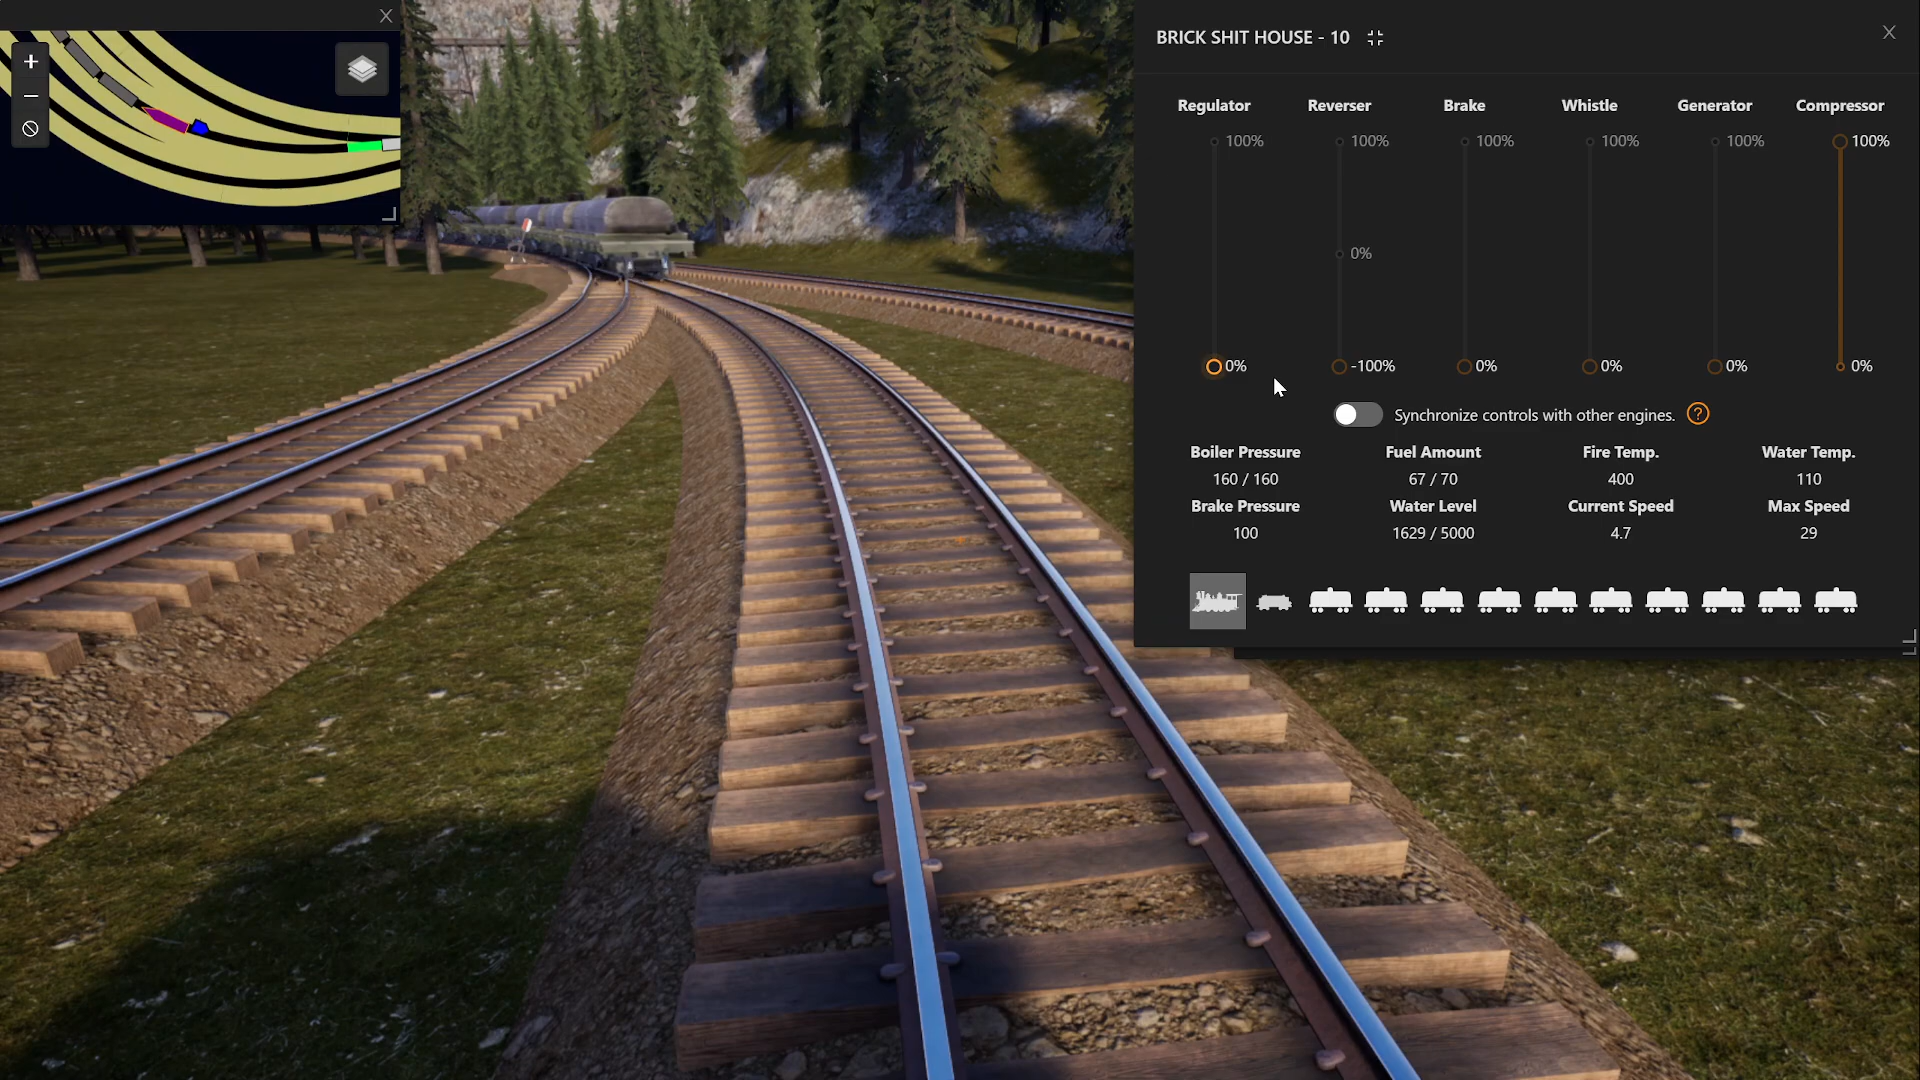 X
+
−
BRICK SHIT HOUSE - 10
X
Regulator Reverser Brake Whistle Generator Compressor
100% 100% 100% 100% 100% 100%
0%
0% -100% 0% 0% 0% 0%
Synchronize controls with other engines. ?
Boiler Pressure Fuel Amount Fire Temp. Water Temp.
160 / 160 67 / 70 400 110
Brake Pressure Water Level Current Speed Max Speed
100 1629 / 5000 4.7 29